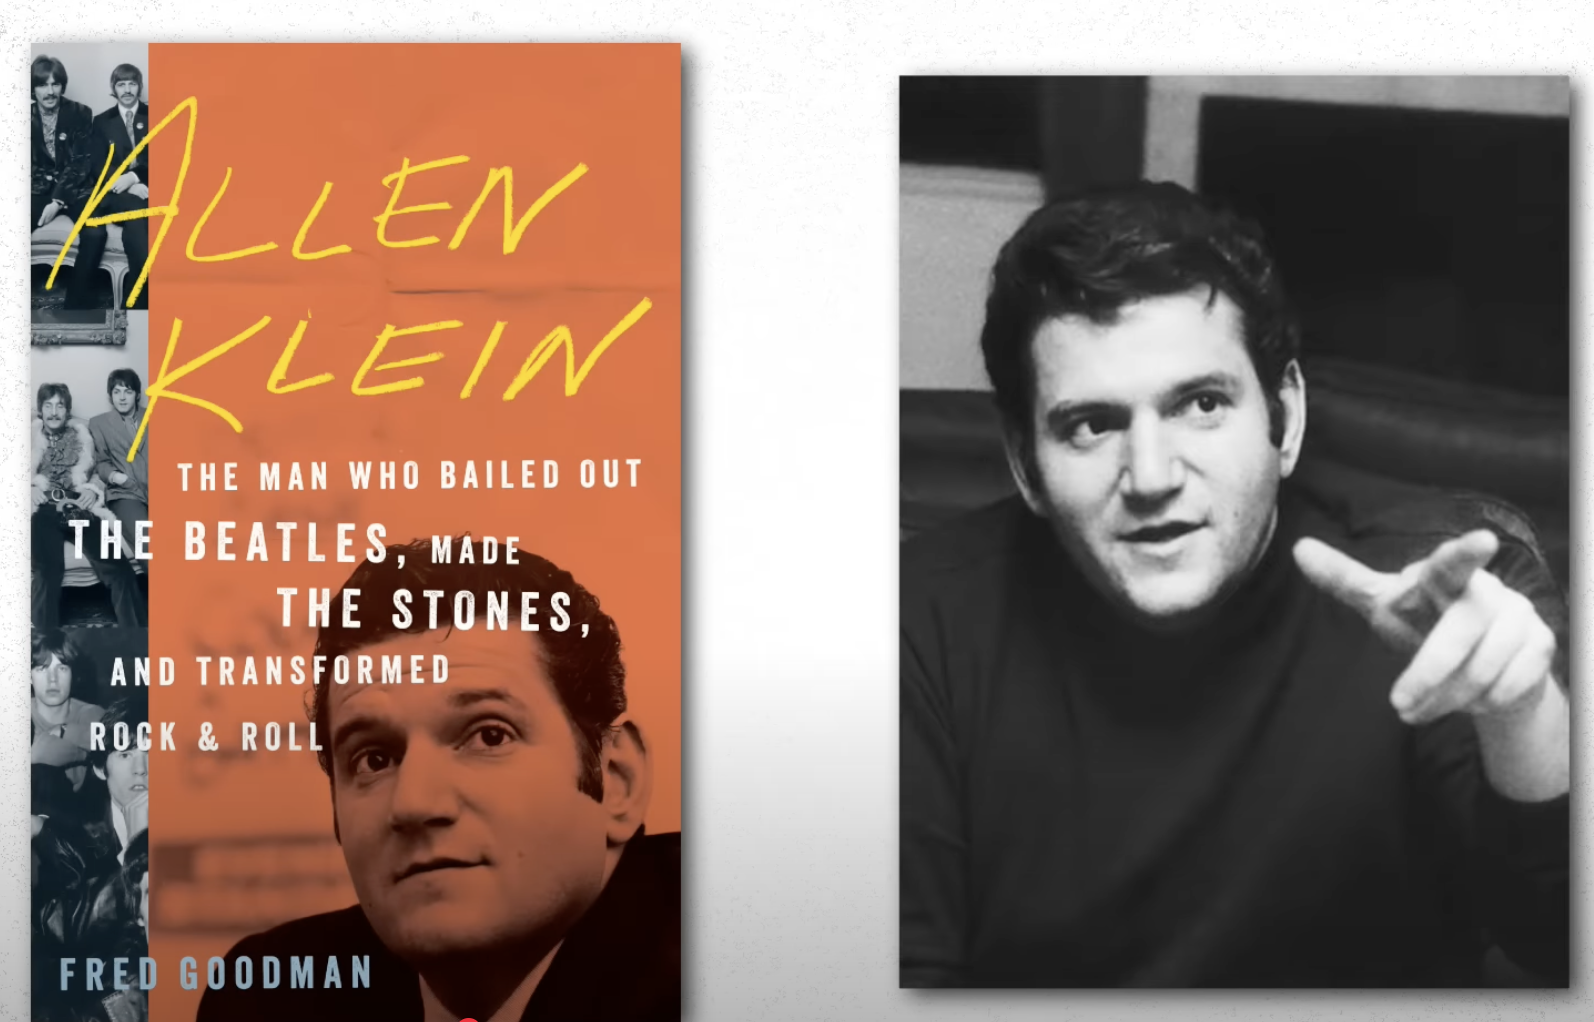 ALLEN
KLEIN
THE MAN WHO BAILED OUT
THE BEATLES, MADE
THE STONES,
AND TRANSFORMED
ROCK & ROLL
FRED GOODMAN